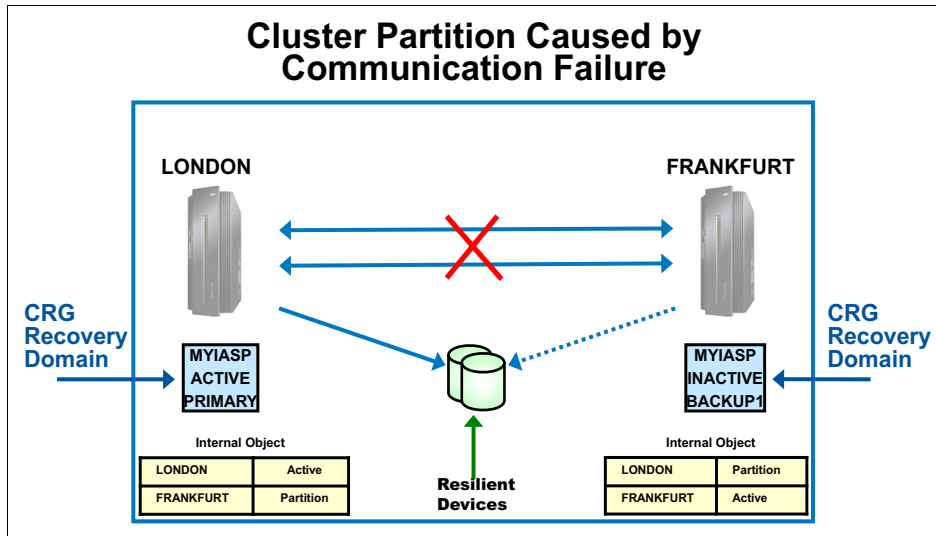 Cluster Partition Caused by
Communication Failure
LONDON
FRANKFURT
CRG
Recovery
Domain
CRG
Recovery
Domain
MYIASP
ACTIVE
PRIMARY
MYIASP
INACTIVE
BACKUP1
Internal Object
LONDON Active
FRANKFURT Partition
Resilient
Devices
Internal Object
LONDON Partition
FRANKFURT Active